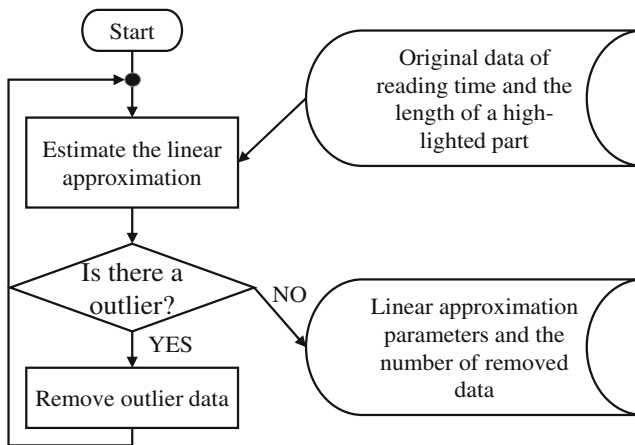 Start
Original data of
reading time and the
length of a high-
lighted part
Estimate the linear
approximation
Is there a
outlier?
NO
YES
Linear approximation
parameters and the
number of removed
data
Remove outlier data